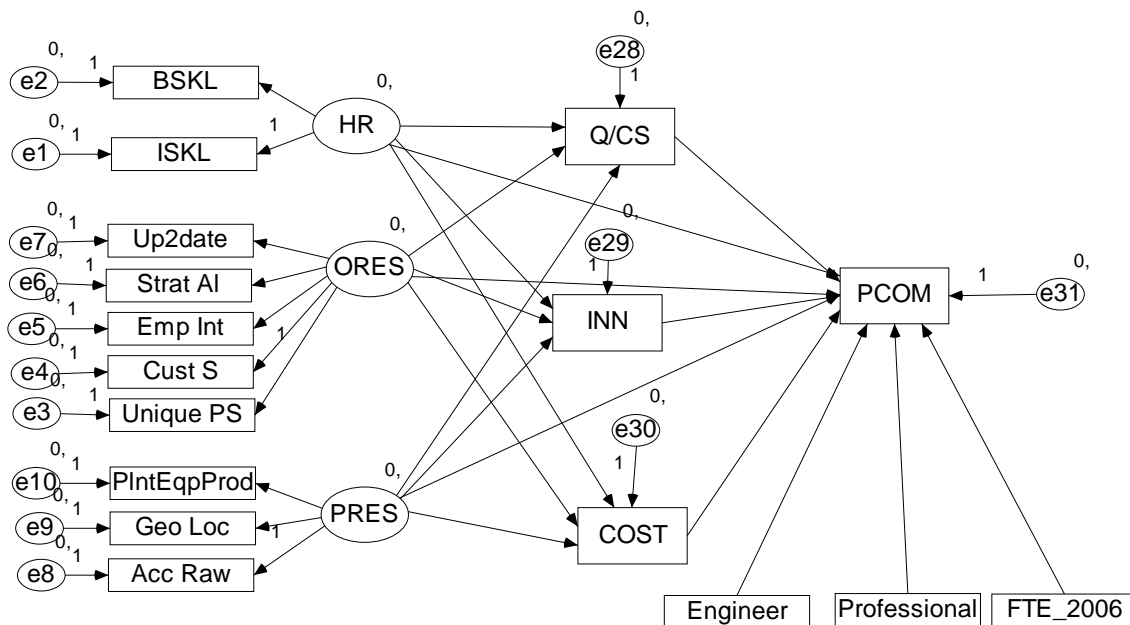 0,
e28
1
0,
e2
1
BSKL
0,
HR
1
Q/CS
0,
e1
1
ISKL
0,
e7
1
Up2date
0,
ORES
0,
e29
1
0,
e6
1
Strat Al
0,
e5
1
Emp Int
1
INN
PCOM
1
0,
e31
0,
e4
1
Cust S
0,
e3
1
Unique PS
0,
e30
1
0,
e10
1
PlntEqpProd
0,
PRES
1
COST
0,
e9
1
Geo Loc
0,
e8
1
Acc Raw
Engineer
Professional
FTE_2006